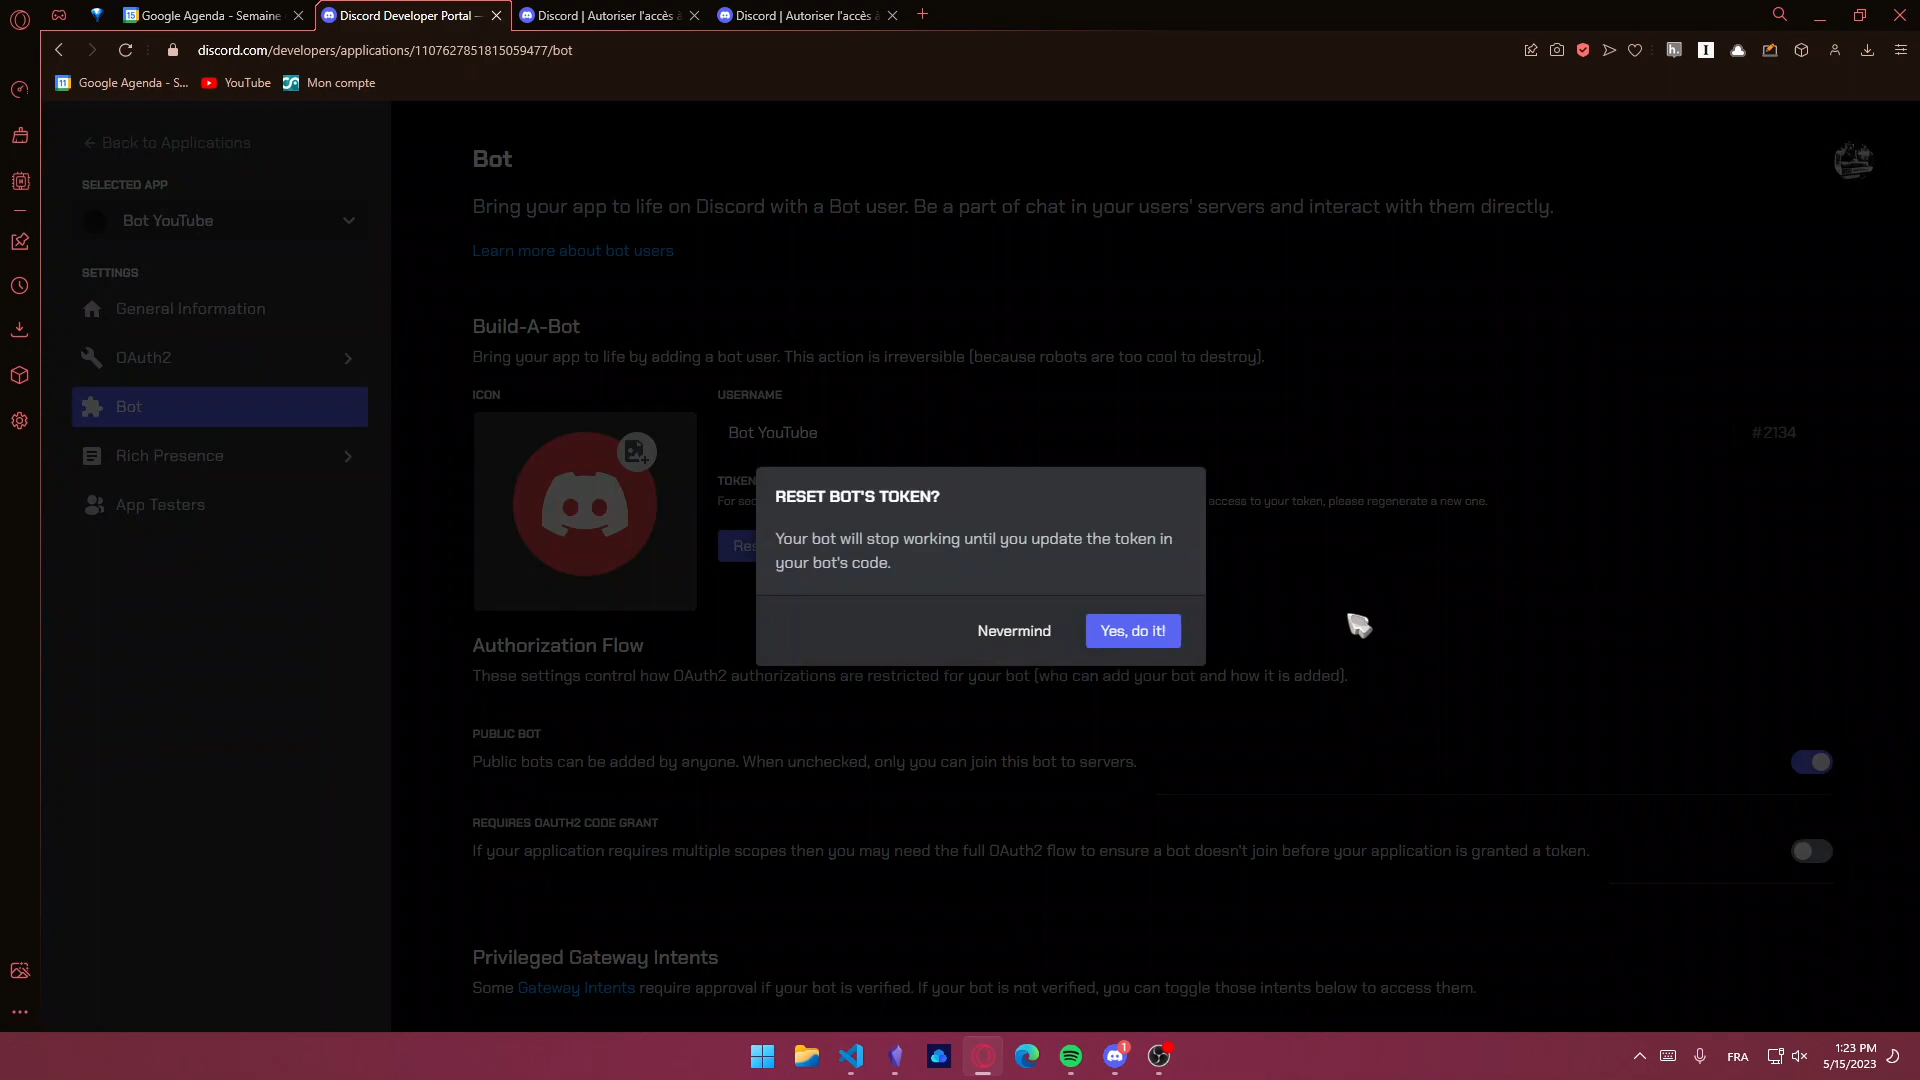 Google Agenda - Semaine
Discord Developer Portal —
Discord | Autoriser l'accès à
Discord | Autoriser l'accès à
discord.com/developers/applications/1107627851815059477/bot
Google Agenda - S...
YouTube
Mon compte
← Back to Applications
SELECTED APP
Bot YouTube
SETTINGS
General Information
OAuth2
Bot
Rich Presence
App Testers
Bot
Bring your app to life on Discord with a Bot user. Be a part of chat in your users' servers and interact with them directly.
Learn more about bot users
Build-A-Bot
Bring your app to life by adding a bot user. This action is irreversible (because robots are too cool to destroy).
ICON
USERNAME
Bot YouTube
#2134
TOKEN
For sec
access to your token, please regenerate a new one.
Res
RESET BOT'S TOKEN?
Your bot will stop working until you update the token in
your bot's code.
Nevermind
Yes, do it!
Authorization Flow
These settings control how OAuth2 authorizations are restricted for your bot (who can add your bot and how it is added).
PUBLIC BOT
Public bots can be added by anyone. When unchecked, only you can join this bot to servers.
REQUIRES OAUTH2 CODE GRANT
If your application requires multiple scopes then you may need the full OAuth2 flow to ensure a bot doesn't join before your application is granted a token.
Privileged Gateway Intents
Some Gateway Intents require approval if your bot is verified. If your bot is not verified, you can toggle those intents below to access them.
FRA
1:23 PM
5/15/2023